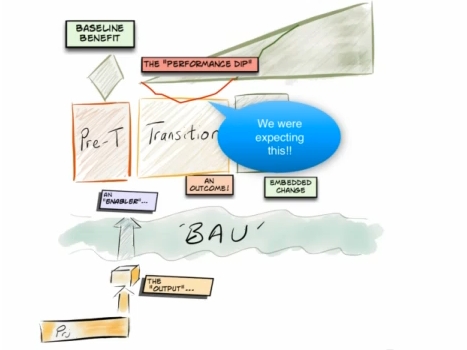 BASELINE
BENEFIT
THE "PERFORMANCE DIP"
Pre-T
Transition
We were
expecting
this!!
AN
OUTCOME!
EMBEDDED
CHANGE
AN
"ENABLER"...
'BAU'
THE
"OUTPUT"...